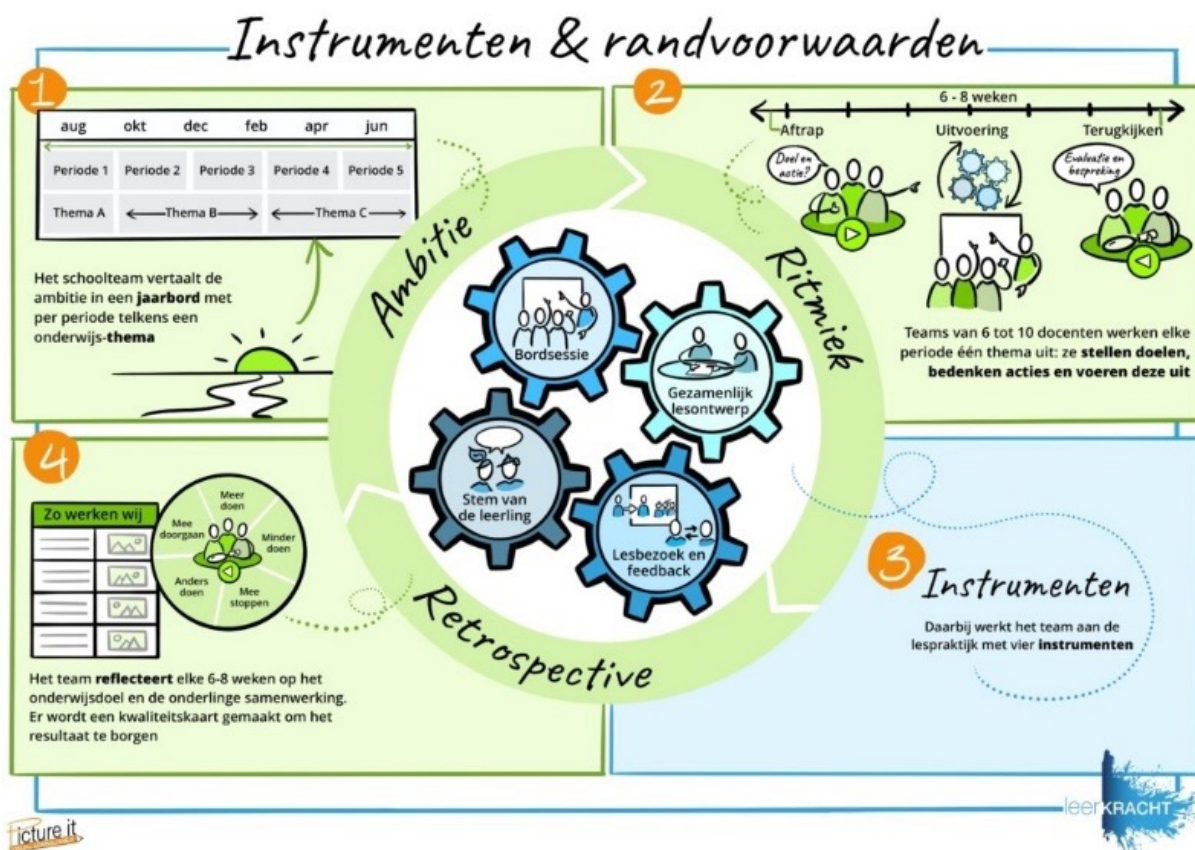 Instrumenten & randvoorwaarden
1
aug okt dec feb apr jun
Periode 1 Periode 2 Periode 3 Periode 4 Periode 5
Thema A Thema B Thema C
Het schoolteam vertaalt de
ambitie in een jaarbord met
per periode telkens een
onderwijs-thema
2
6 - 8 weken
Aftrap Uitvoering Terugkijken
Doel en
actie?
Evaluatie en
bespreking
Teams van 6 tot 10 docenten werken elke
periode één thema uit: ze stellen doelen,
bedenken acties en voeren deze uit
Ambitie
Ritmiek
Retrospective
Bordsessie
Gezamenlijk
lesontwerp
Stem van
de leerling
Lesbezoek en
feedback
3
Instrumenten
Daarbij werkt het team aan de
lespraktijk met vier instrumenten
4
Zo werken wij
Meer
doen
Mee
doorgaan
Minder
doen
Anders
doen
Mee
stoppen
Het team reflecteert elke 6-8 weken op het
onderwijsdoel en de onderlinge samenwerking.
Er wordt een kwaliteitskaart gemaakt om het
resultaat te borgen
Picture it
leerKRACHT